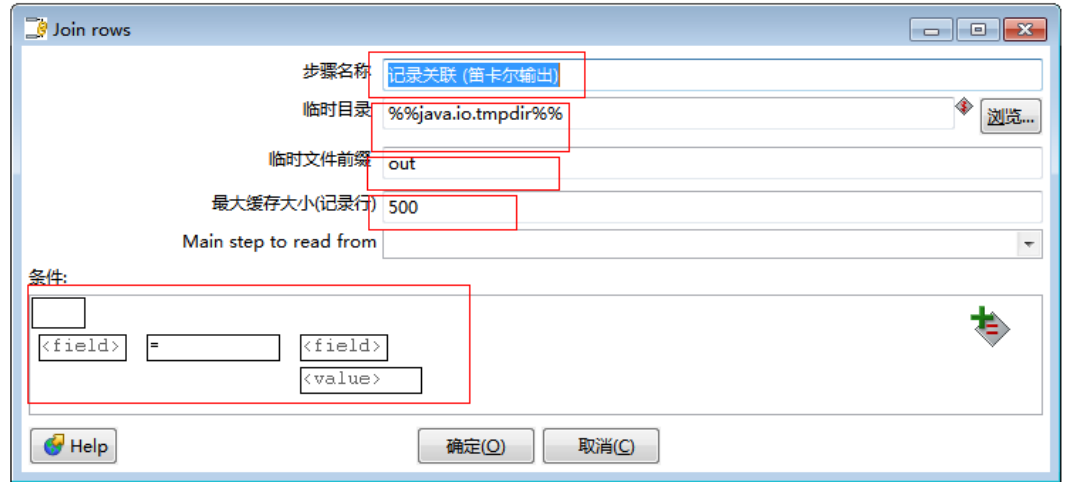 Join rows
步骤名称 记录关联 (笛卡尔输出)
临时目录 %%java.io.tmpdir%% 浏览...
临时文件前缀 out
最大缓存大小(记录行) 500
Main step to read from
条件:
<field> = <field>
<value>
Help 确定(O) 取消(C)